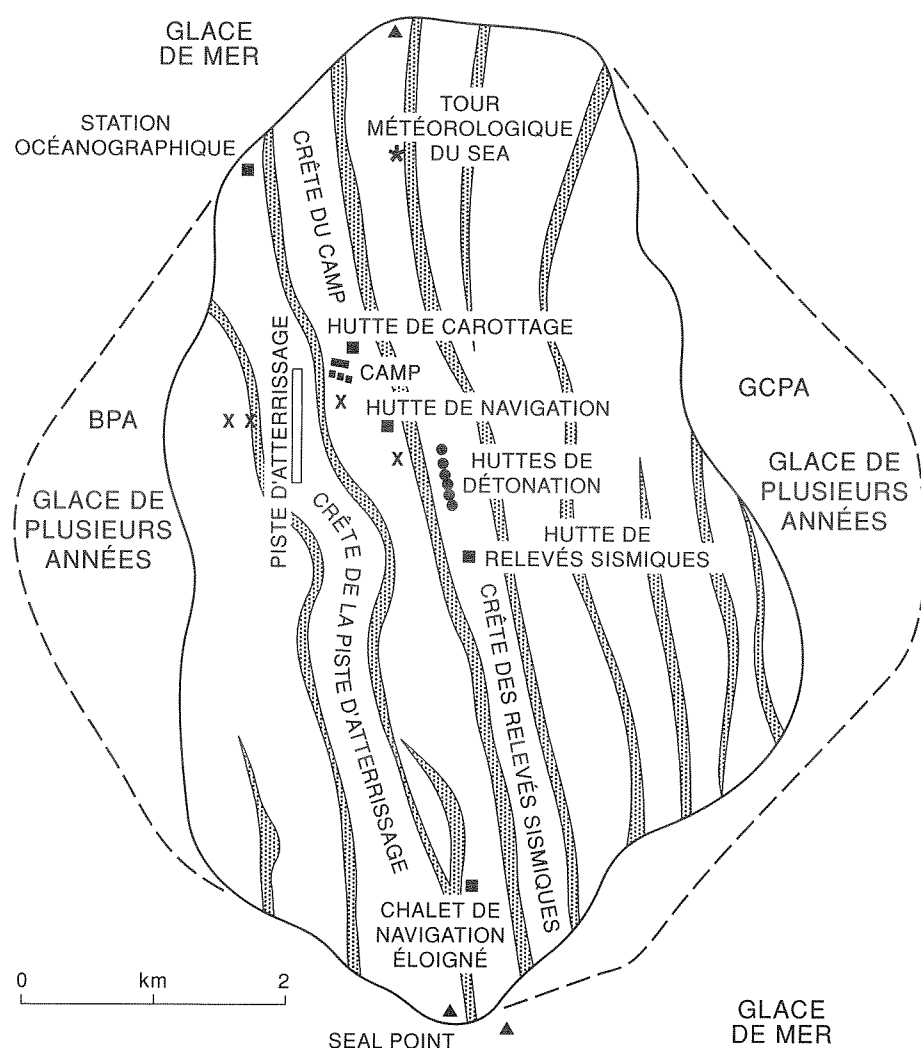 GLACE
DE MER
STATION
OCÉANOGRAPHIQUE
TOUR
MÉTÉOROLOGIQUE
DU SEA
CRÊTE DU CAMP
HUTTE DE CAROTTAGE
CAMP
PISTE D'ATTERRISSAGE
X
X X
HUTTE DE NAVIGATION
X
BPA
GCPA
GLACE DE
PLUSIEURS
ANNÉES
HUTTES DE
DÉTONATION
GLACE DE
PLUSIEURS
ANNÉES
HUTTE DE
RELEVÉS SISMIQUES
CRÊTE DE LA PISTE D'ATTERRISSAGE
CRÊTE DES RELEVÉS SISMIQUES
CHALET DE
NAVIGATION
ÉLOIGNÉ
0 km 2
SEAL POINT
GLACE
DE MER